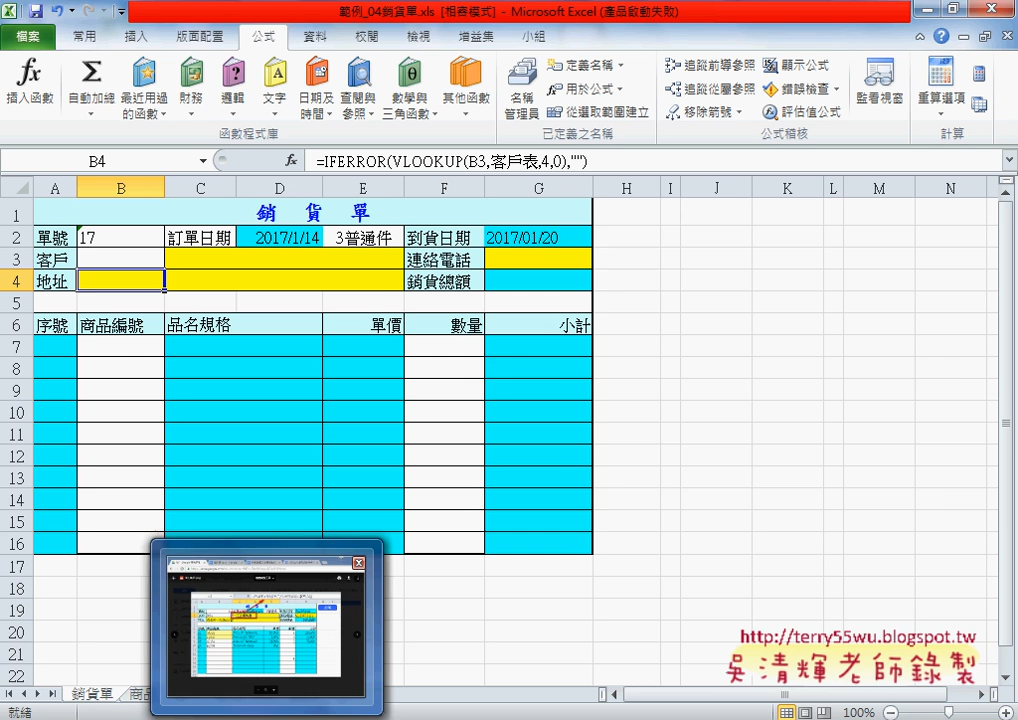 範例_04銷貨單.xls [相容模式] - Microsoft Excel (產品啟動失敗)
檔案 常用 插入 版面配置 公式 資料 校閱 檢視 增益集 小組
插入函數 自動加總 最近用過的函數 財務 邏輯 文字 日期及時間 查閱與參照 數學與三角函數 其他函數 名稱管理員 定義名稱 用於公式 從選取範圍建立 追蹤前導參照 追蹤從屬參照 移除箭號 顯示公式 錯誤檢查 評估值公式 監看視窗 重算選項
函數程式庫 已定義之名稱 公式稽核 計算
B4 fx =IFERROR(VLOOKUP(B3,客戶表,4,0),"")
A B C D E F G H I J K L M N
1 銷 貨 單
2 單號 17 訂單日期 2017/1/14 3普通件 到貨日期 2017/01/20
3 客戶 連絡電話
4 地址 銷貨總額
5
6 序號 商品編號 品名規格 單價 數量 小計
7
8
9
10
11
12
13
14
15
16
17
18
19
20
21
22
http://terry55wu.blogspot.tw
吳清輝老師錄製
銷貨單 商品
就緒 100%